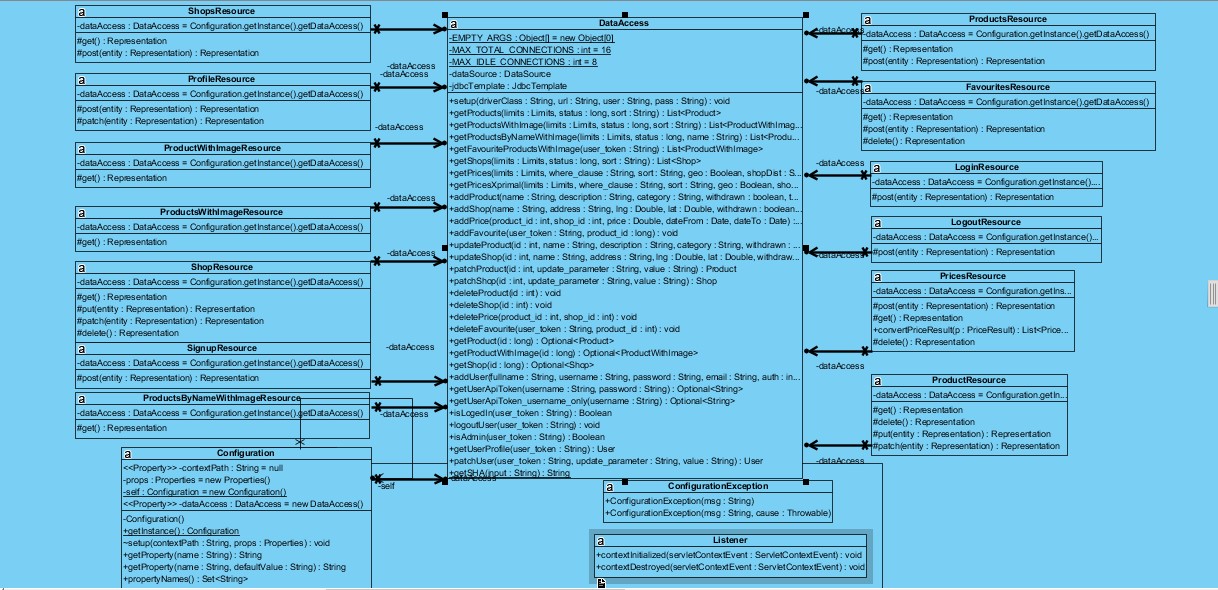 ShopsResource
-dataAccess : DataAccess = Configuration.getInstance().getDataAccess()
#get() : Representation
#post(entity : Representation) : Representation
-dataAccess
-dataAccess
ProfileResource
-dataAccess : DataAccess = Configuration.getInstance().getDataAccess()
#post(entity : Representation) : Representation
#patch(entity : Representation) : Representation
-dataAccess
ProductWithImageResource
-dataAccess : DataAccess = Configuration.getInstance().getDataAccess()
#get() : Representation
-dataAccess
ProductsWithImageResource
-dataAccess : DataAccess = Configuration.getInstance().getDataAccess()
#get() : Representation
-dataAccess
ShopResource
-dataAccess : DataAccess = Configuration.getInstance().getDataAccess()
#get() : Representation
#put(entity : Representation) : Representation
#patch(entity : Representation) : Representation
#delete() : Representation
-dataAccess
SignupResource
-dataAccess : DataAccess = Configuration.getInstance().getDataAccess()
#post(entity : Representation) : Representation
ProductsByNameWithImageResource
-dataAccess : DataAccess = Configuration.getInstance().getDataAccess()
#get() : Representation
-dataAccess
Configuration
<<Property>> -contextPath : String = null
-props : Properties = new Properties()
-self : Configuration = new Configuration()
<<Property>> -dataAccess : DataAccess = new DataAccess()
-Configuration()
+getInstance() : Configuration
~setup(contextPath : String, props : Properties) : void
+getProperty(name : String) : String
+getProperty(name : String, defaultValue : String) : String
+propertyNames() : Set<String>
-self
-dataAccess
DataAccess
-EMPTY_ARGS : Object[] = new Object[0]
-MAX_TOTAL_CONNECTIONS : int = 16
-MAX_IDLE_CONNECTIONS : int = 8
-dataSource : DataSource
-jdbcTemplate : JdbcTemplate
+setup(driverClass : String, url : String, user : String, pass : String) : void
+getProducts(limits : Limits, status : long, sort : String) : List<Product>
+getProductsWithImage(limits : Limits, status : long, sort : String) : List<ProductWithImag...
+getProductsByNameWithImage(limits : Limits, status : long, name : String) : List<Produ...
+getFavouriteProductsWithImage(user_token : String) : List<ProductWithImage>
+getShops(limits : Limits, status : long, sort : String) : List<Shop>
+getPrices(limits : Limits, where_clause : String, sort : String, geo : Boolean, shopDist : S...
+getPricesXprimal(limits : Limits, where_clause : String, sort : String, geo : Boolean, sho...
+addProduct(name : String, description : String, category : String, withdrawn : boolean, t...
+addShop(name : String, address : String, lng : Double, lat : Double, withdrawn : boolean...
+addPrice(product_id : int, shop_id : int, price : Double, dateFrom : Date, dateTo : Date) :...
+addFavourite(user_token : String, product_id : long) : void
+updateProduct(id : int, name : String, description : String, category : String, withdrawn : ...
+updateShop(id : int, name : String, address : String, lng : Double, lat : Double, withdraw...
+patchProduct(id : int, update_parameter : String, value : String) : Product
+patchShop(id : int, update_parameter : String, value : String) : Shop
+deleteProduct(id : int) : void
+deleteShop(id : int) : void
+deletePrice(product_id : int, shop_id : int) : void
+deleteFavourite(user_token : String, product_id : int) : void
+getProduct(id : long) : Optional<Product>
+getProductWithImage(id : long) : Optional<ProductWithImage>
+getShop(id : long) : Optional<Shop>
+addUser(fullname : String, username : String, password : String, email : String, auth : in...
+getUserApiToken(username : String, password : String) : Optional<String>
+getUserApiToken_username_only(username : String) : Optional<String>
+isLogedIn(user_token : String) : Boolean
+logoutUser(user_token : String) : void
+isAdmin(user_token : String) : Boolean
+getUserProfile(user_token : String) : User
+patchUser(user_token : String, update_parameter : String, value : String) : User
+getSHA(input : String) : String
ConfigurationException
+ConfigurationException(msg : String)
+ConfigurationException(msg : String, cause : Throwable)
Listener
+contextInitialized(servletContextEvent : ServletContextEvent) : void
+contextDestroyed(servletContextEvent : ServletContextEvent) : void
ProductsResource
-dataAccess
-dataAccess : DataAccess = Configuration.getInstance().getDataAccess()
#get() : Representation
#post(entity : Representation) : Representation
FavouritesResource
-dataAccess
-dataAccess : DataAccess = Configuration.getInstance().getDataAccess()
#get() : Representation
#post(entity : Representation) : Representation
#delete() : Representation
-dataAccess
LoginResource
-dataAccess : DataAccess = Configuration.getInstance()....
#post(entity : Representation) : Representation
LogoutResource
-dataAccess : DataAccess = Configuration.getInstance()...
#post(entity : Representation) : Representation
-dataAccess
PricesResource
-dataAccess : DataAccess = Configuration.getIns...
#post(entity : Representation) : Representation
#get() : Representation
+convertPriceResult(p : PriceResult) : List<Price...
#delete() : Representation
-dataAccess
ProductResource
-dataAccess : DataAccess = Configuration.getIn...
#get() : Representation
#delete() : Representation
#put(entity : Representation) : Representation
#patch(entity : Representation) : Representation
-dataAccess